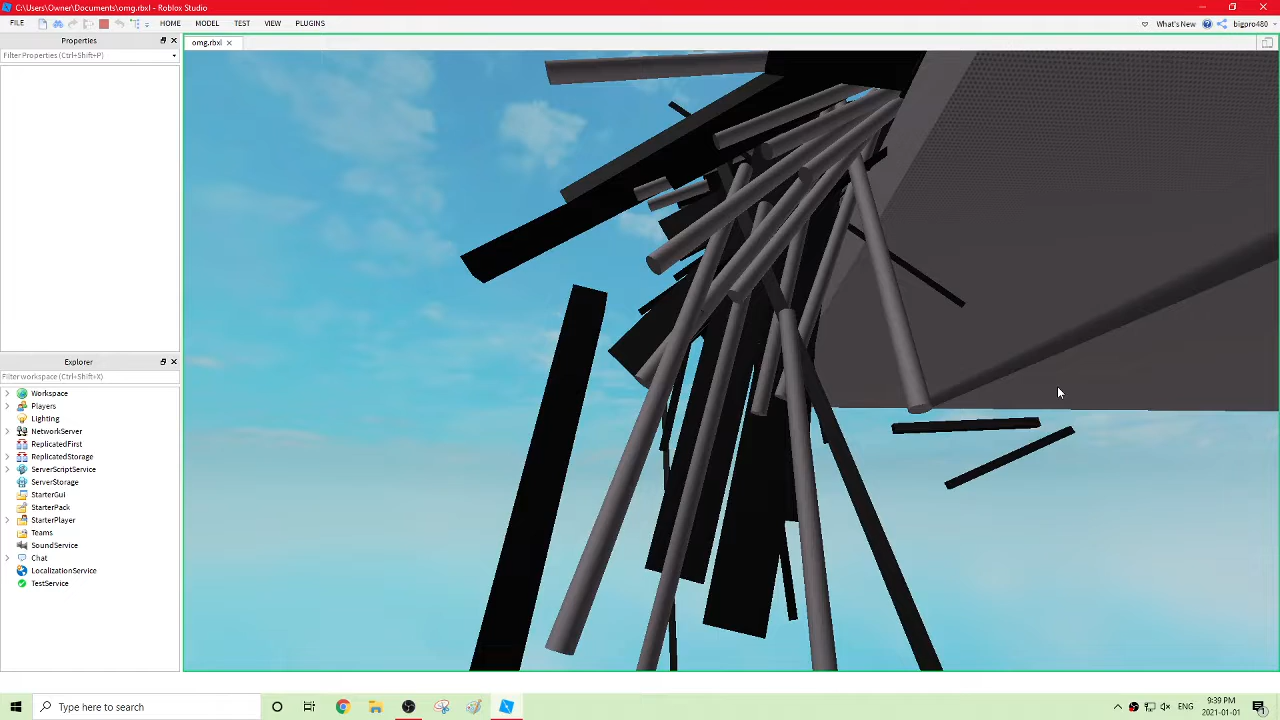 C:\Users\Owner\Documents\omg.rbxl - Roblox Studio
FILE HOME MODEL TEST VIEW PLUGINS What's New bigpro480
Properties
Filter Properties (Ctrl+Shift+P)
omg.rbxl
Explorer
Filter workspace (Ctrl+Shift+X)
Workspace
Players
Lighting
NetworkServer
ReplicatedFirst
ReplicatedStorage
ServerScriptService
ServerStorage
StarterGui
StarterPack
StarterPlayer
Teams
SoundService
Chat
LocalizationService
TestService
Type here to search
ENG
9:39 PM
2021-01-01
1